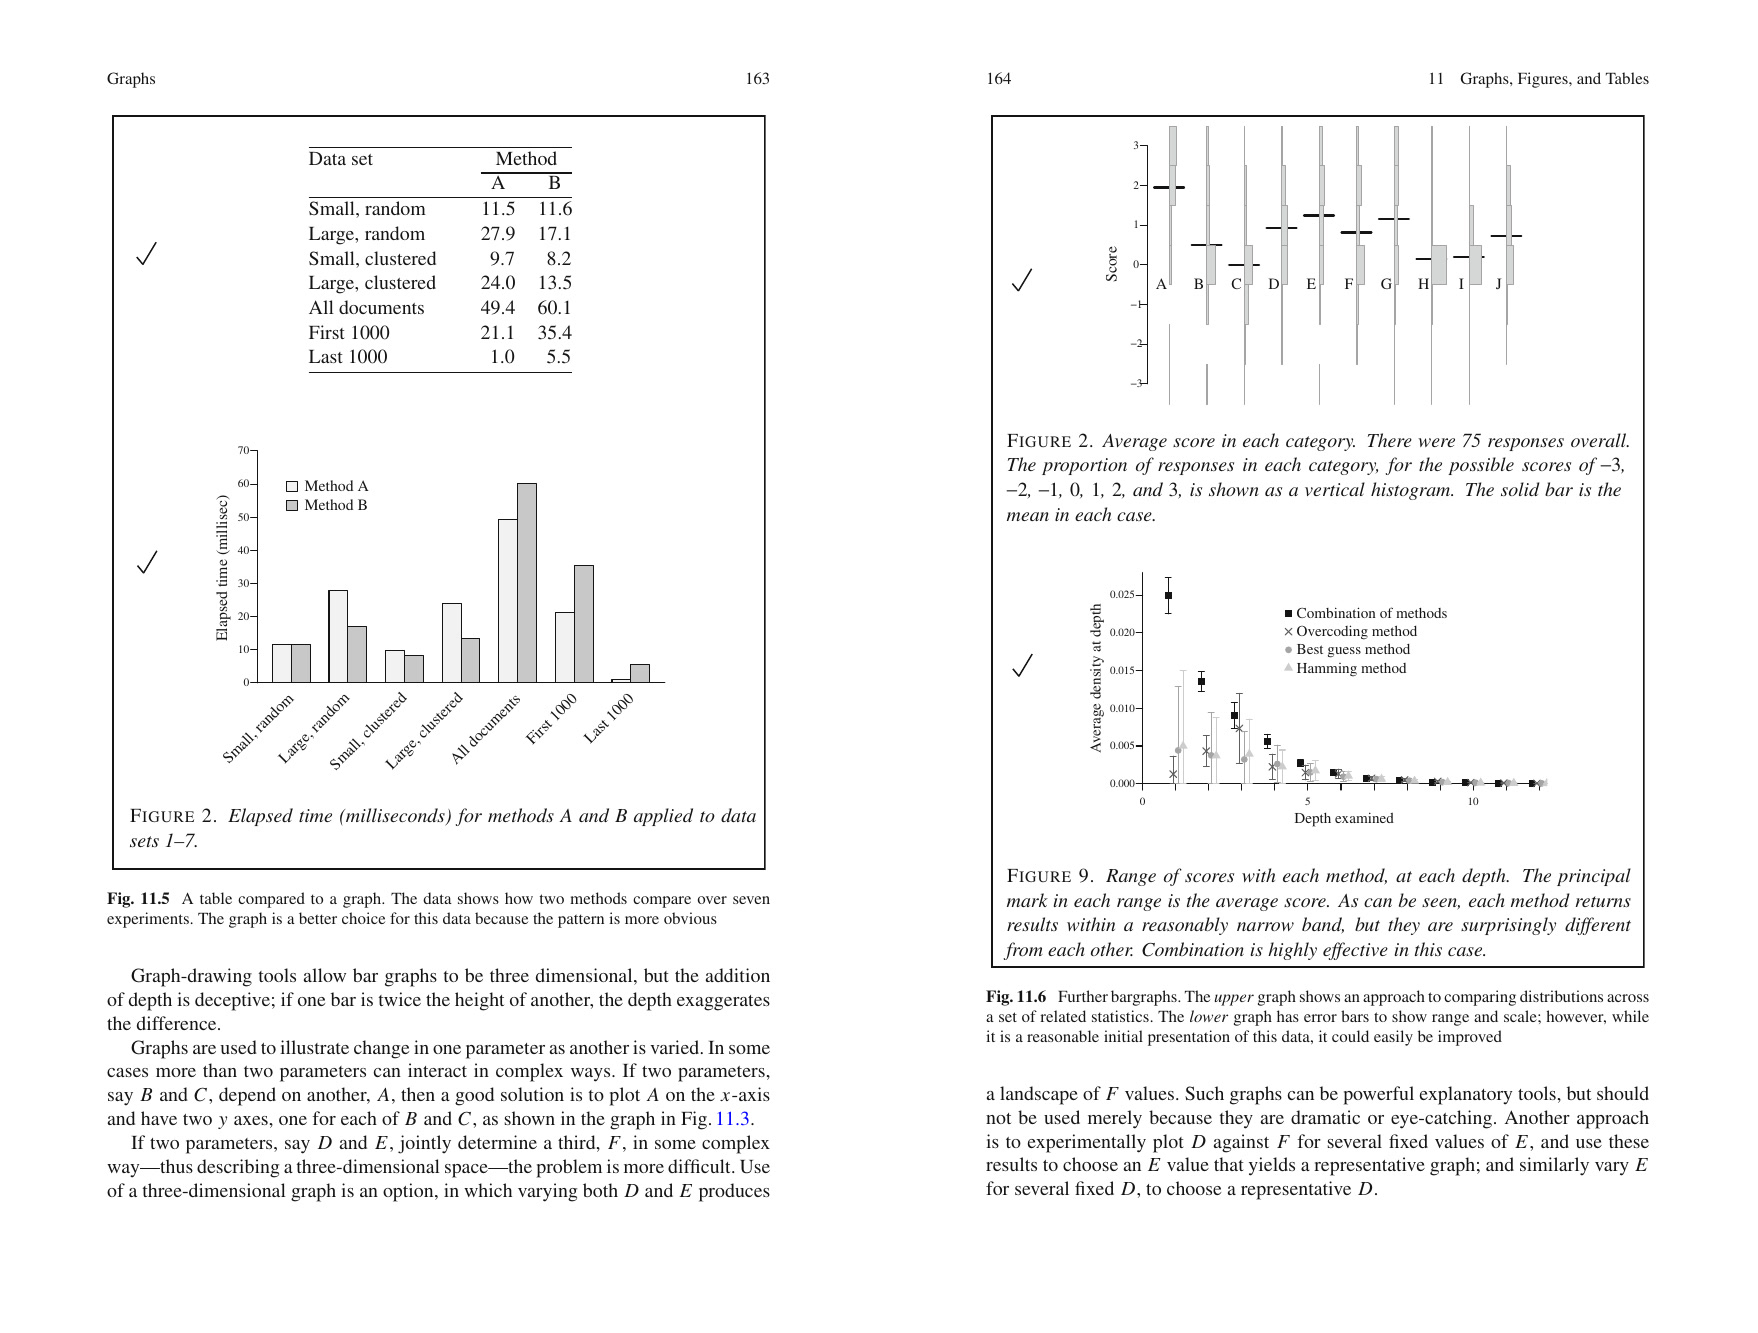 Graphs 163
Data set Method
A B
Small, random 11.5 11.6
Large, random 27.9 17.1
Small, clustered 9.7 8.2
Large, clustered 24.0 13.5
All documents 49.4 60.1
First 1000 21.1 35.4
Last 1000 1.0 5.5
70
60
50
40
30
20
10
0
Elapsed time (millisec)
Method A
Method B
Small, random
Large, random
Small, clustered
Large, clustered
All documents
First 1000
Last 1000
FIGURE 2. Elapsed time (milliseconds) for methods A and B applied to data
sets 1–7.
Fig. 11.5 A table compared to a graph. The data shows how two methods compare over seven
experiments. The graph is a better choice for this data because the pattern is more obvious
Graph-drawing tools allow bar graphs to be three dimensional, but the addition
of depth is deceptive; if one bar is twice the height of another, the depth exaggerates
the difference.
Graphs are used to illustrate change in one parameter as another is varied. In some
cases more than two parameters can interact in complex ways. If two parameters,
say B and C, depend on another, A, then a good solution is to plot A on the x-axis
and have two y axes, one for each of B and C, as shown in the graph in Fig. 11.3.
If two parameters, say D and E, jointly determine a third, F, in some complex
way—thus describing a three-dimensional space—the problem is more difficult. Use
of a three-dimensional graph is an option, in which varying both D and E produces
164 11 Graphs, Figures, and Tables
3
2
1
0
−1
−2
−3
Score
A B C D E F G H I J
FIGURE 2. Average score in each category. There were 75 responses overall.
The proportion of responses in each category, for the possible scores of −3,
−2, −1, 0, 1, 2, and 3, is shown as a vertical histogram. The solid bar is the
mean in each case.
0.025
0.020
0.015
0.010
0.005
0.000
Average density at depth
Combination of methods
Overcoding method
Best guess method
Hamming method
0 5 10
Depth examined
FIGURE 9. Range of scores with each method, at each depth. The principal
mark in each range is the average score. As can be seen, each method returns
results within a reasonably narrow band, but they are surprisingly different
from each other. Combination is highly effective in this case.
Fig. 11.6 Further bargraphs. The upper graph shows an approach to comparing distributions across
a set of related statistics. The lower graph has error bars to show range and scale; however, while
it is a reasonable initial presentation of this data, it could easily be improved
a landscape of F values. Such graphs can be powerful explanatory tools, but should
not be used merely because they are dramatic or eye-catching. Another approach
is to experimentally plot D against F for several fixed values of E, and use these
results to choose an E value that yields a representative graph; and similarly vary E
for several fixed D, to choose a representative D.